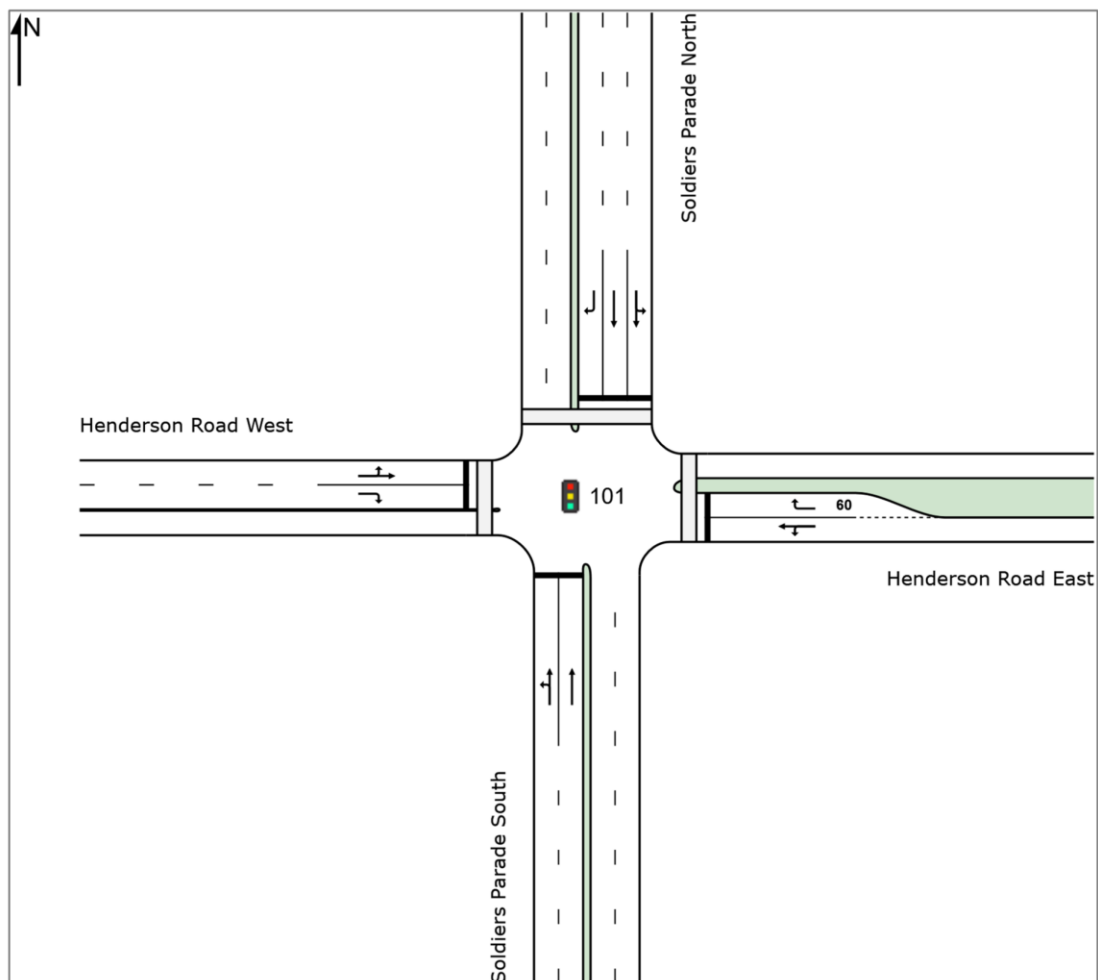 N
Soldiers Parade North
Henderson Road West
101
60
Henderson Road East
Soldiers Parade South